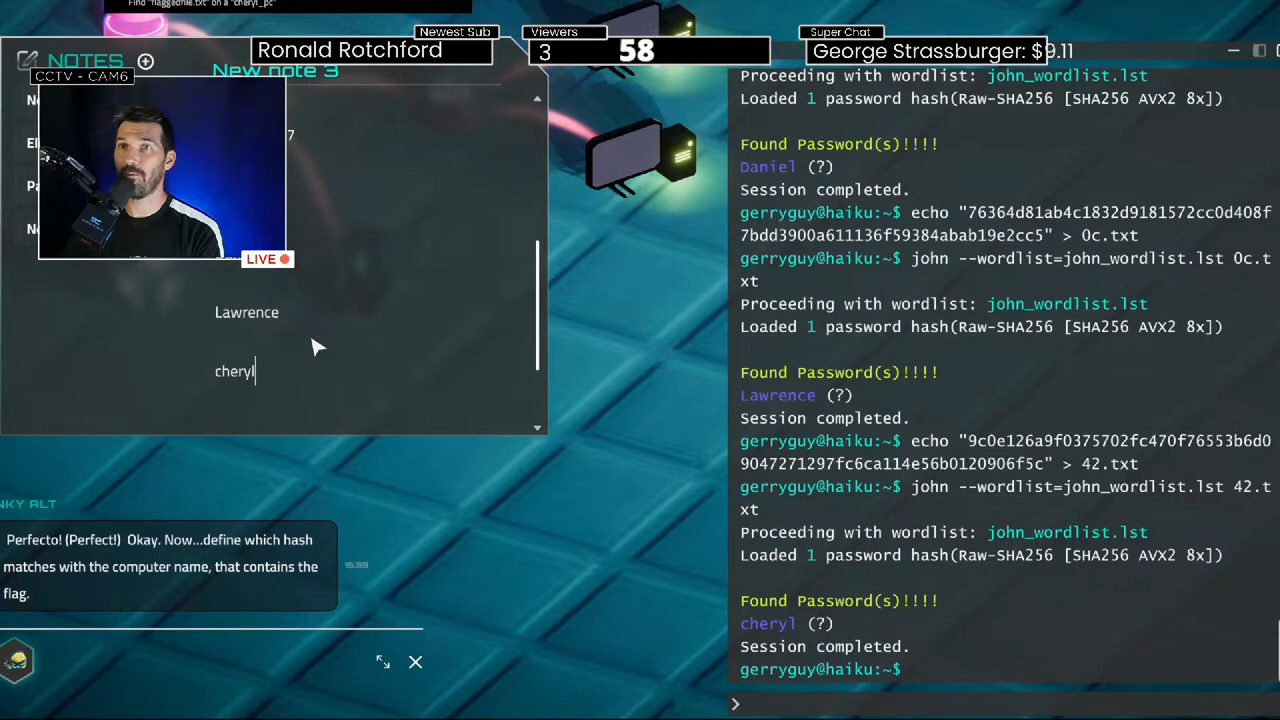 Find "flaggedfile.txt" on a "cheryl_pc"
Newest Sub
Ronald Rotchford
Viewers
3
58
Super Chat
George Strassburger: $9.11
NOTES
CCTV - CAM6
New note 3
7
LIVE
Lawrence
cheryl
NKY ALT
Perfecto! (Perfect!) Okay. Now...define which hash
matches with the computer name, that contains the
flag.
15:39
Proceeding with wordlist: john_wordlist.lst
Loaded 1 password hash(Raw-SHA256 [SHA256 AVX2 8x])
Found Password(s)!!!!
Daniel (?)
Session completed.
gerryguy@haiku:~$ echo "76364d81ab4c1832d9181572cc0d408f
7bdd3900a611136f59384abab19e2cc5" > 0c.txt
gerryguy@haiku:~$ john --wordlist=john_wordlist.lst 0c.t
xt
Proceeding with wordlist: john_wordlist.lst
Loaded 1 password hash(Raw-SHA256 [SHA256 AVX2 8x])
Found Password(s)!!!!
Lawrence (?)
Session completed.
gerryguy@haiku:~$ echo "9c0e126a9f0375702fc470f76553b6d0
9047271297fc6ca114e56b0120906f5c" > 42.txt
gerryguy@haiku:~$ john --wordlist=john_wordlist.lst 42.t
xt
Proceeding with wordlist: john_wordlist.lst
Loaded 1 password hash(Raw-SHA256 [SHA256 AVX2 8x])
Found Password(s)!!!!
cheryl (?)
Session completed.
gerryguy@haiku:~$